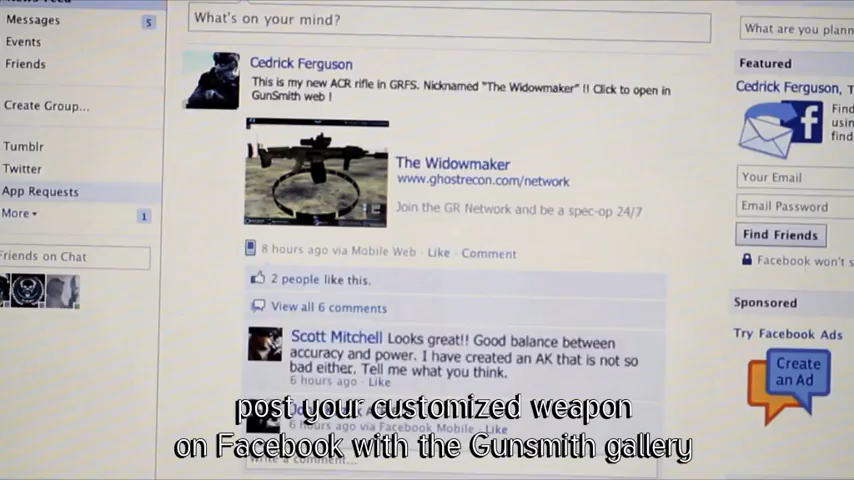 News Feed
Messages
5
Events
Friends
Create Group...
Tumblr
Twitter
App Requests
More
1
Friends on Chat
What's on your mind?
Cedrick Ferguson
This is my new ACR rifle in GRFS. Nicknamed "The Widowmaker" !! Click to open in
GunSmith web !
The Widowmaker
www.ghostrecon.com/network
Join the GR Network and be a spec-op 24/7
8 hours ago via Mobile Web · Like · Comment
2 people like this.
View all 6 comments
Scott Mitchell Looks great!! Good balance between
accuracy and power. I have created an AK that is not so
bad either. Tell me what you think.
6 hours ago · Like
6 hours ago via Facebook Mobile · Like
Write a comment...
What are you plann
Featured
Cedrick Ferguson, T
Find
usin
find
Your Email
Email Password
Find Friends
Facebook won't s
Sponsored
Try Facebook Ads
Create
an Ad
post your customized weapon
on Facebook with the Gunsmith gallery